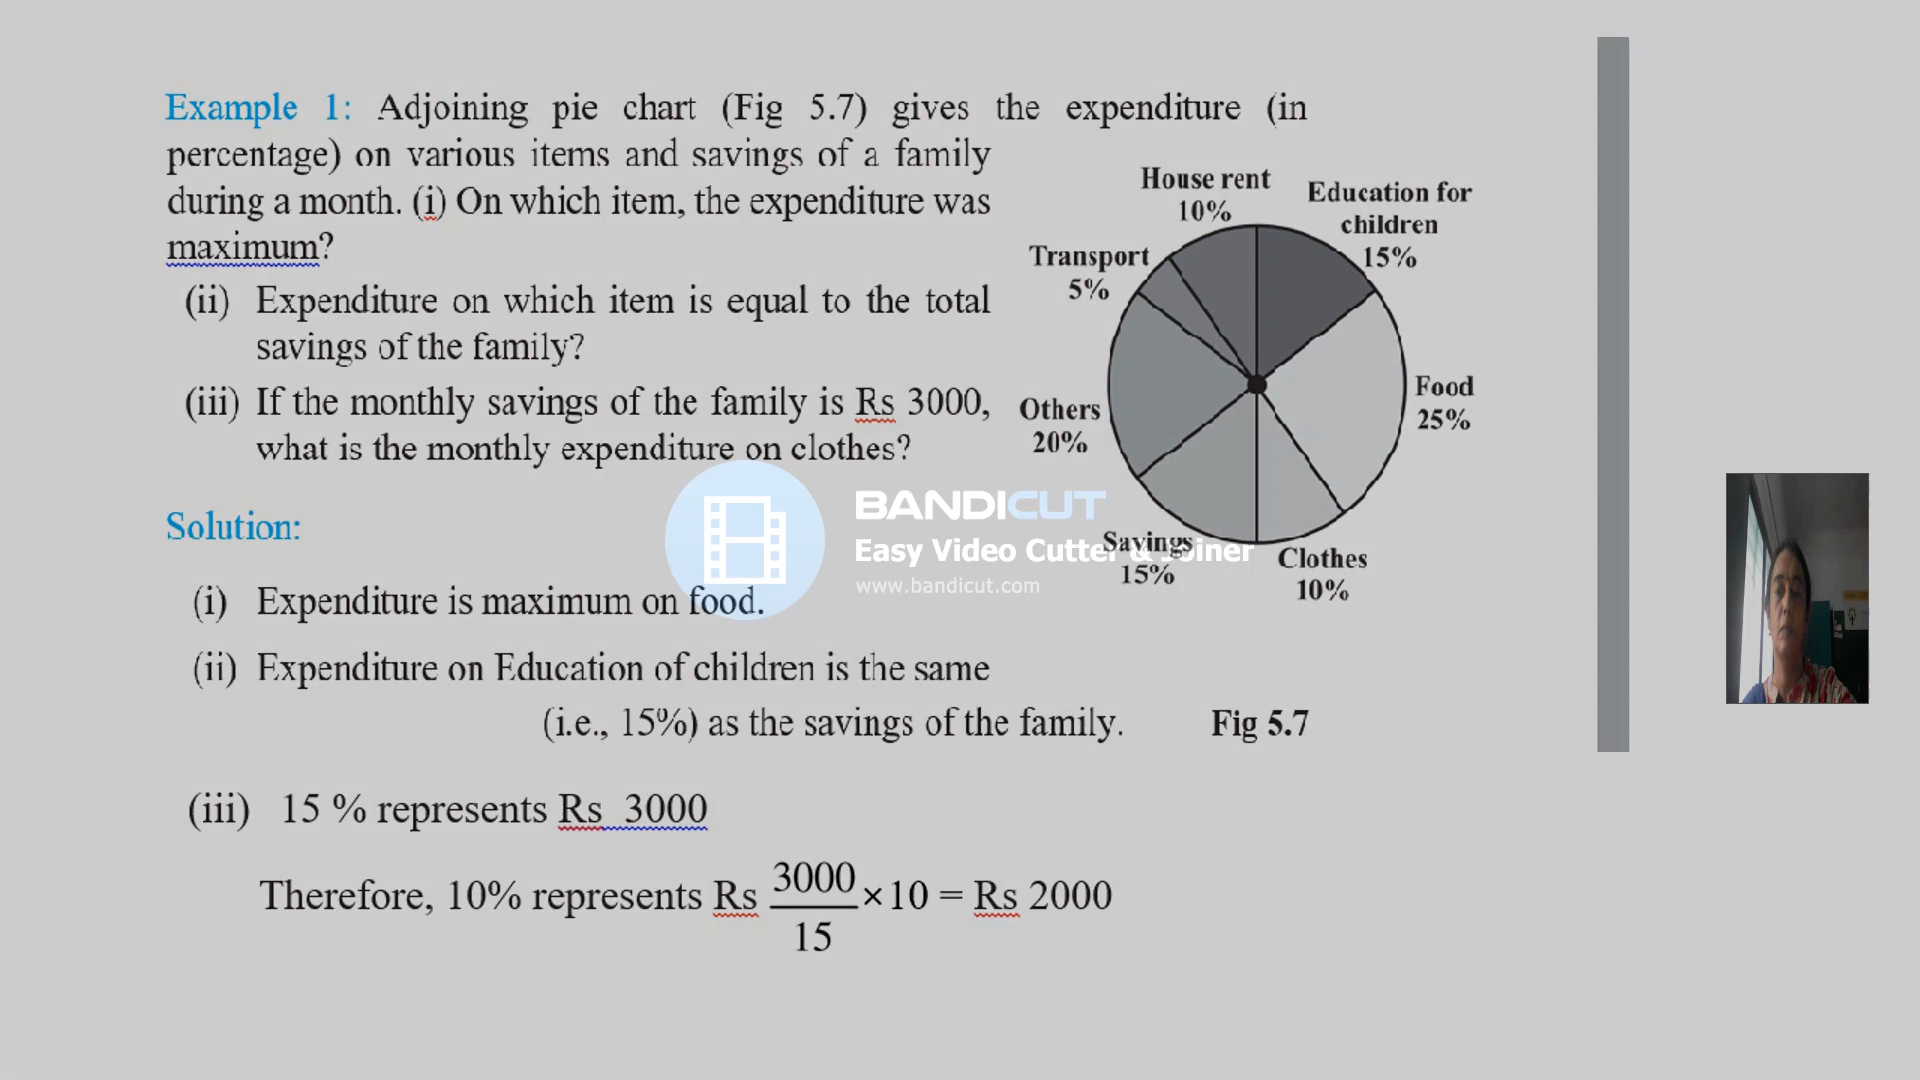 Example 1: Adjoining pie chart (Fig 5.7) gives the expenditure (in
percentage) on various items and savings of a family
during a month. (i) On which item, the expenditure was
maximum?
(ii) Expenditure on which item is equal to the total
savings of the family?
(iii) If the monthly savings of the family is Rs 3000,
what is the monthly expenditure on clothes?
House rent
10%
Education for
children
15%
Transport
5%
Food
25%
Others
20%
Savings
15%
Clothes
10%
BANDICUT
Easy Video Cutter & Joiner
www.bandicut.com
Solution:
(i) Expenditure is maximum on food.
(ii) Expenditure on Education of children is the same
(i.e., 15%) as the savings of the family.
Fig 5.7
(iii) 15 % represents Rs 3000
Therefore, 10% represents Rs 3000/15 ×10 = Rs 2000